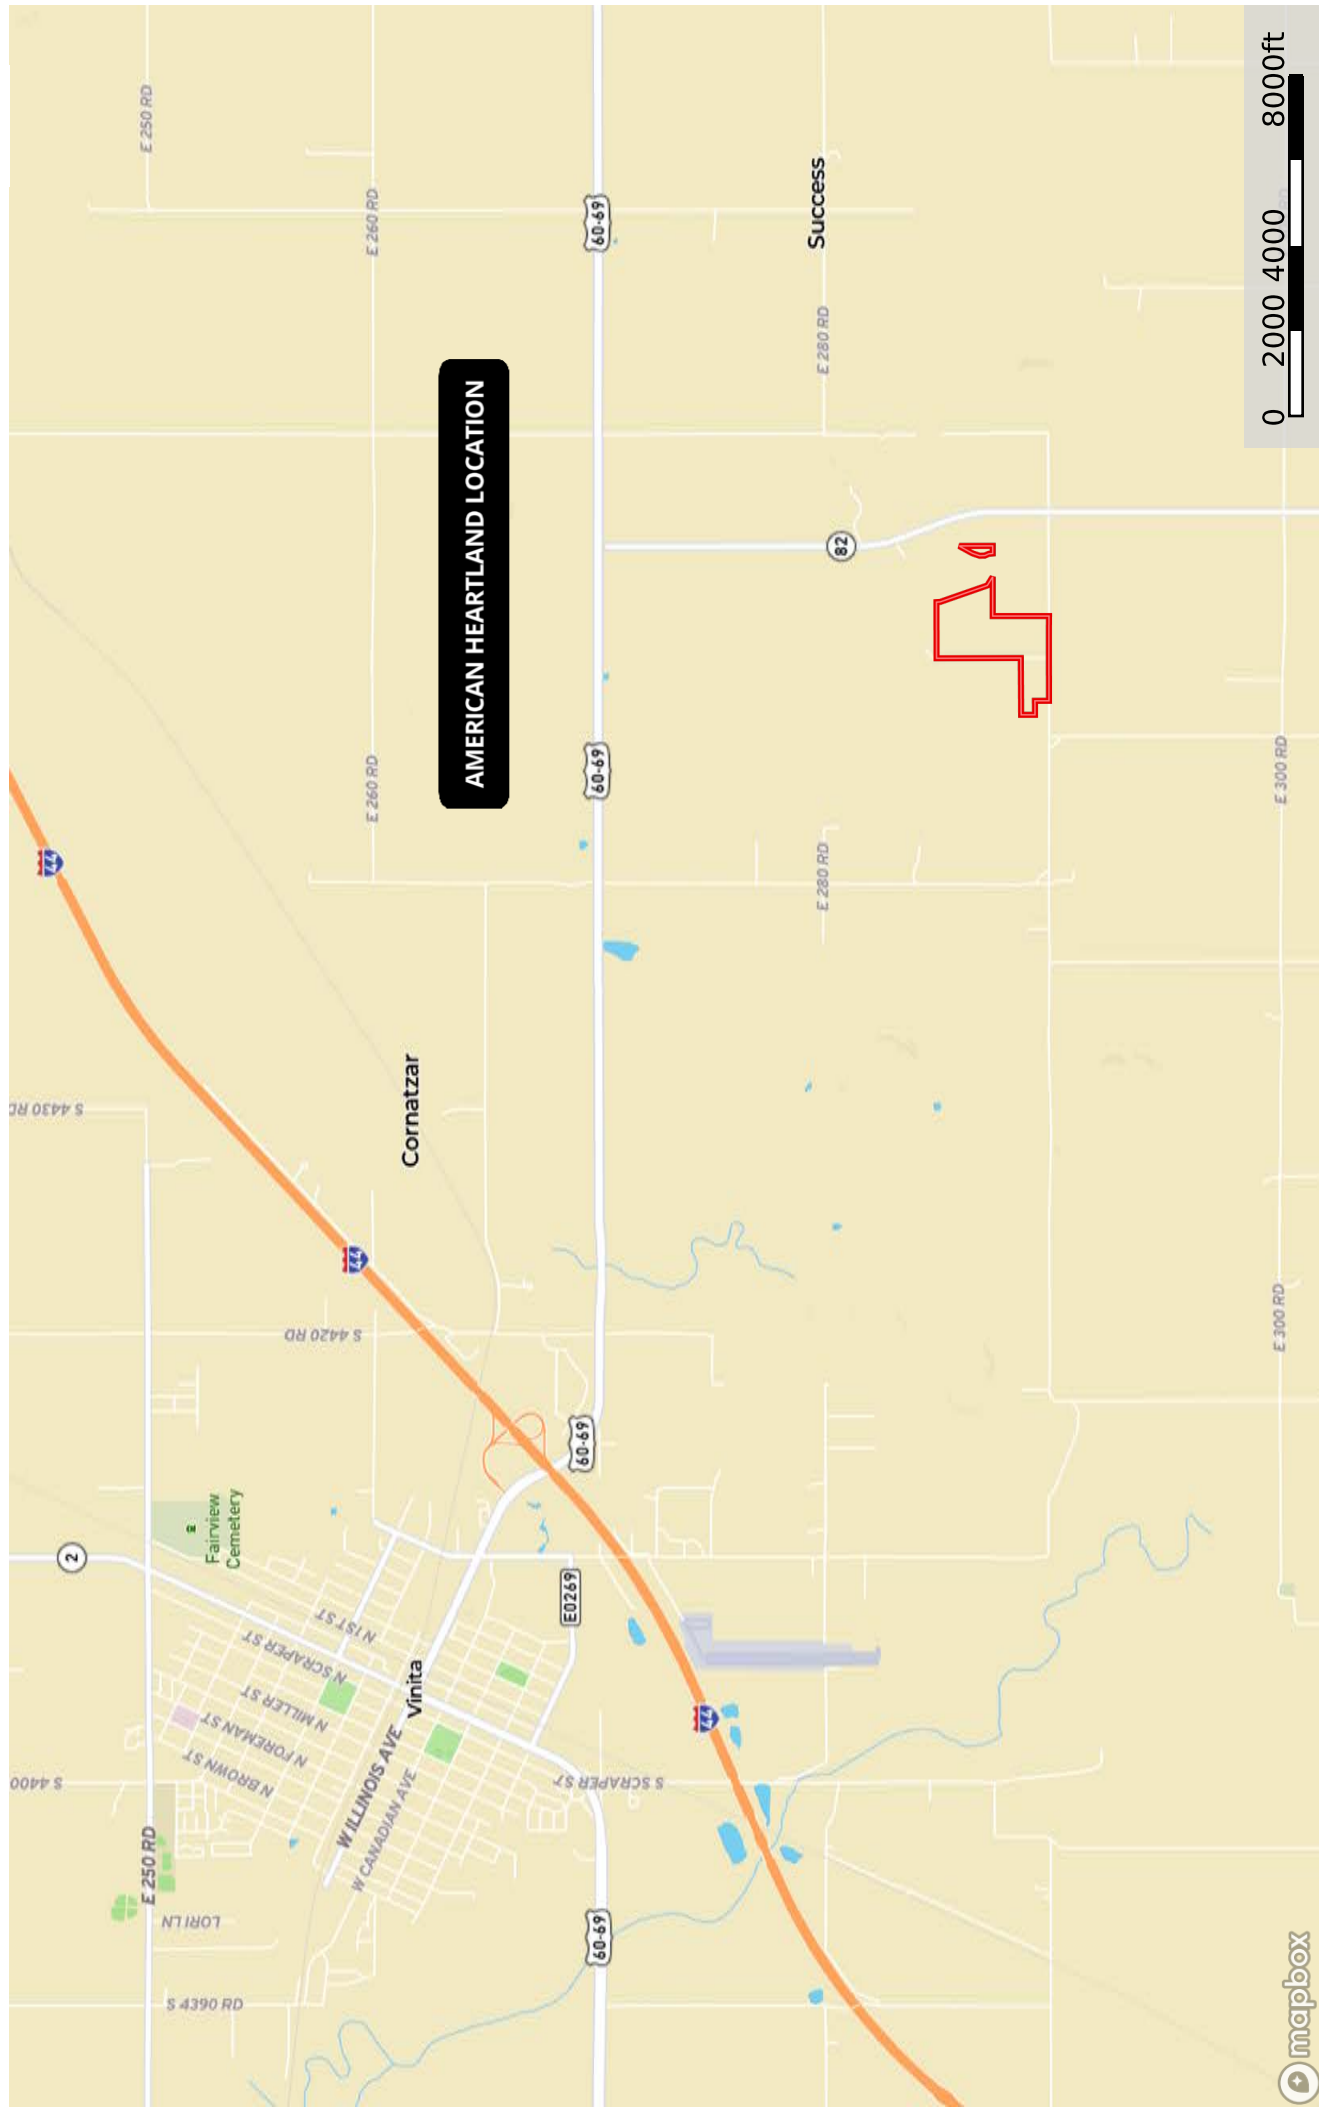 S 4390 RD
LORI LN
E 250 RD
S 4400
N BROWN ST
N FOREMAN ST
N MILLER ST
N SCRAPER ST
N 1ST ST
W ILLINOIS AVE
W CANADIAN AVE
Vinita
Fairview
Cemetery
2
S 4420 RD
S 4430 RD
44
44
44
Cornatzar
E0269
S SCRAPER ST
60-69
60-69
60-69
60-69
E 250 RD
E 260 RD
E 260 RD
AMERICAN HEARTLAND LOCATION
E 280 RD
E 280 RD
Success
82
E 300 RD
E 300 RD
RD
0 2000 4000 8000ft
mapbox